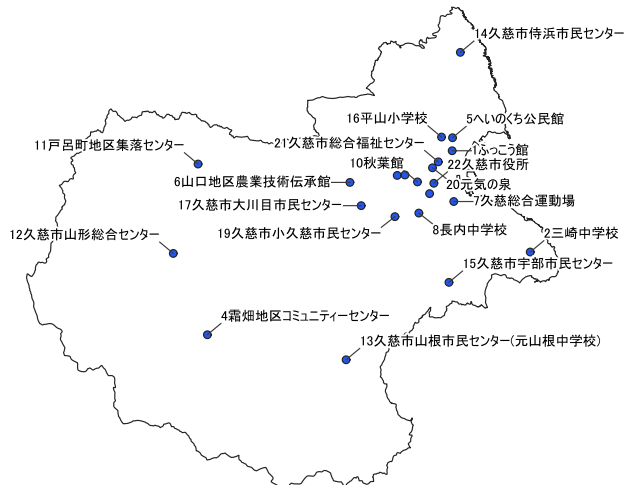 14久慈市侍浜市民センター
16平山小学校
5へいのくち公民館
21久慈市総合福祉センター
1ふっこう館
11戸呂町地区集落センター
10秋葉館
22久慈市役所
6山口地区農業技術伝承館
20元気の泉
17久慈市大川目市民センター
7久慈総合運動場
19久慈市小久慈市民センター
8長内中学校
12久慈市山形総合センター
2三崎中学校
15久慈市宇部市民センター
4霜畑地区コミュニティーセンター
13久慈市山根市民センター(元山根中学校)